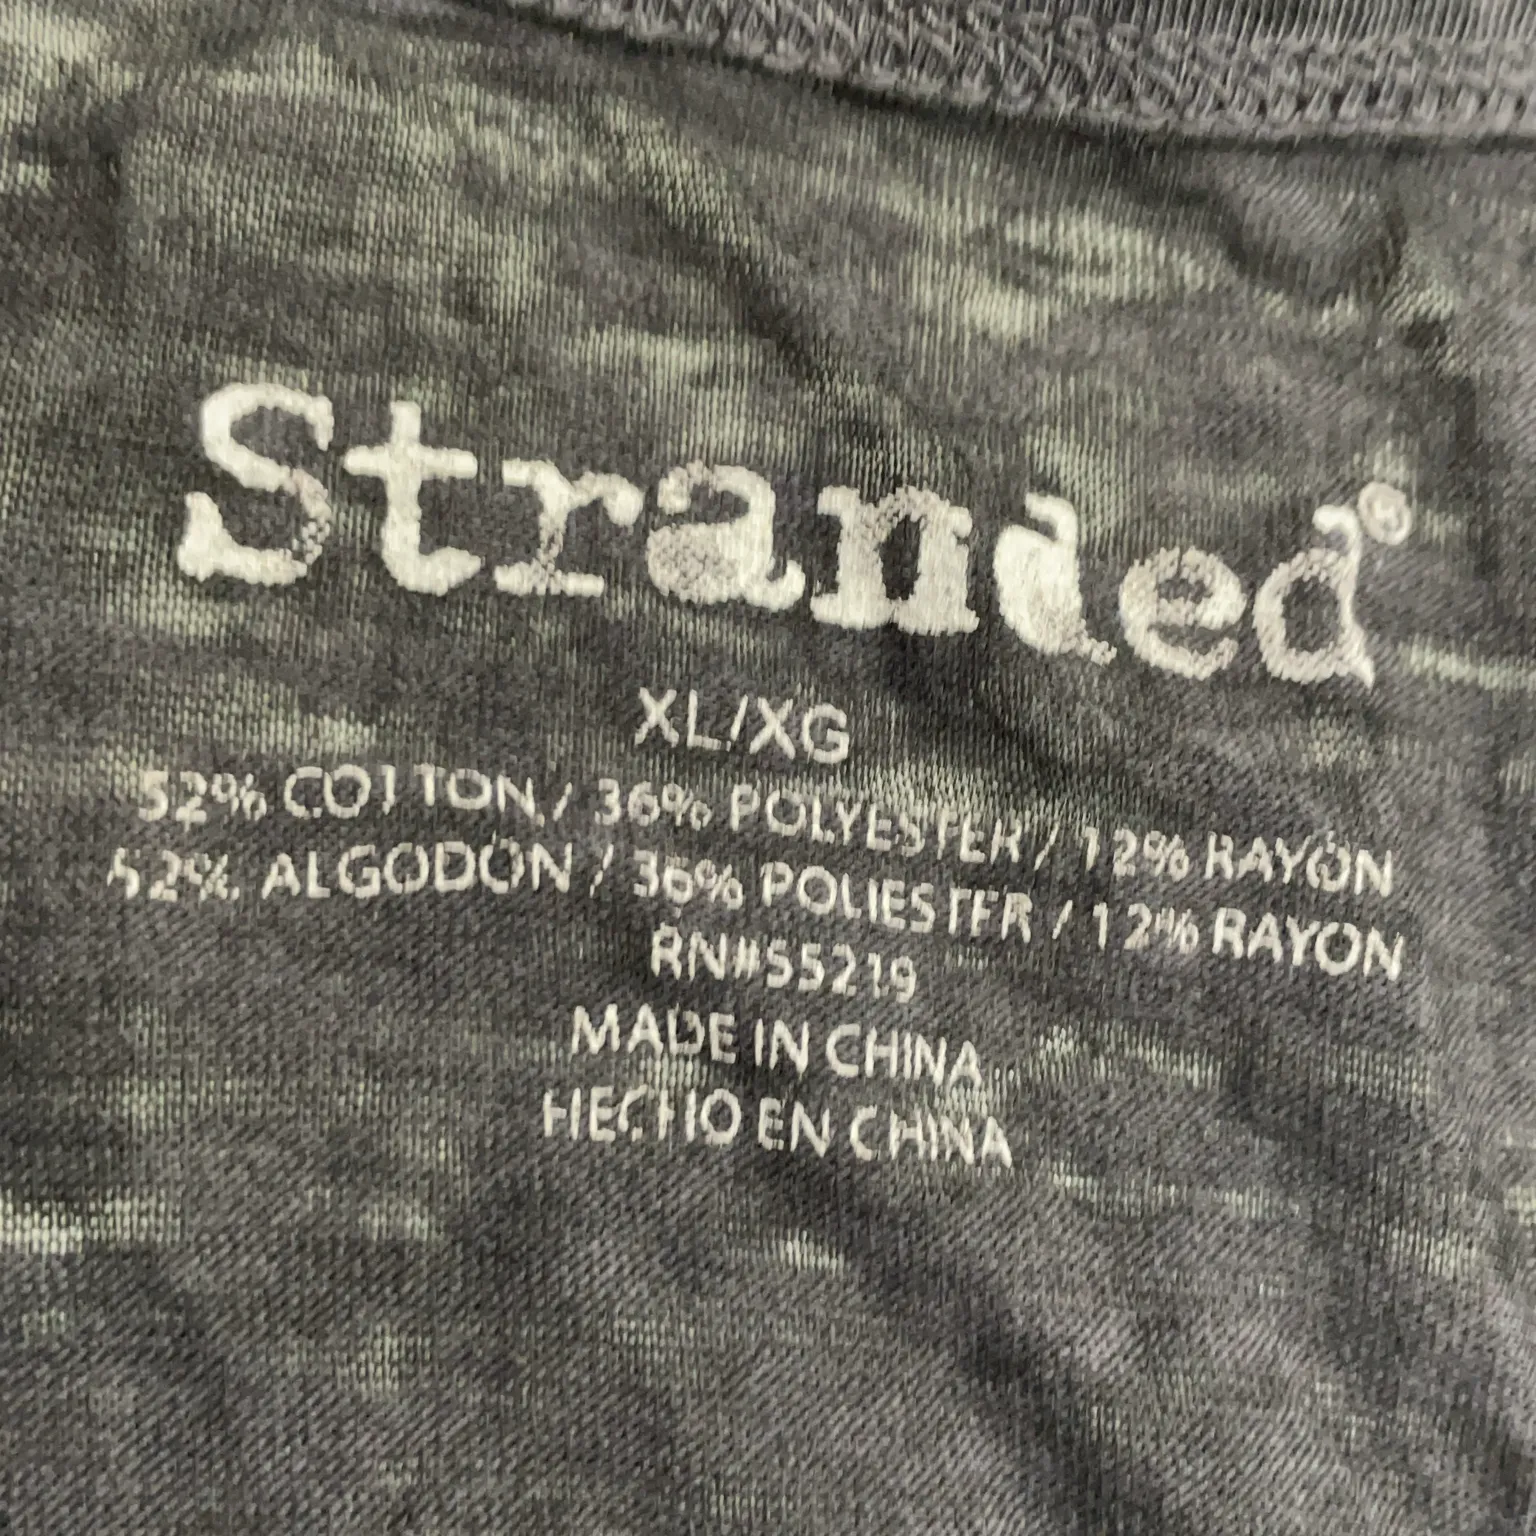 Stranded®
XL/XG
52% COTTON / 36% POLYESTER / 12% RAYON
52% ALGODON / 36% POLIESTER / 12% RAYON
RN#55219
MADE IN CHINA
HECHO EN CHINA